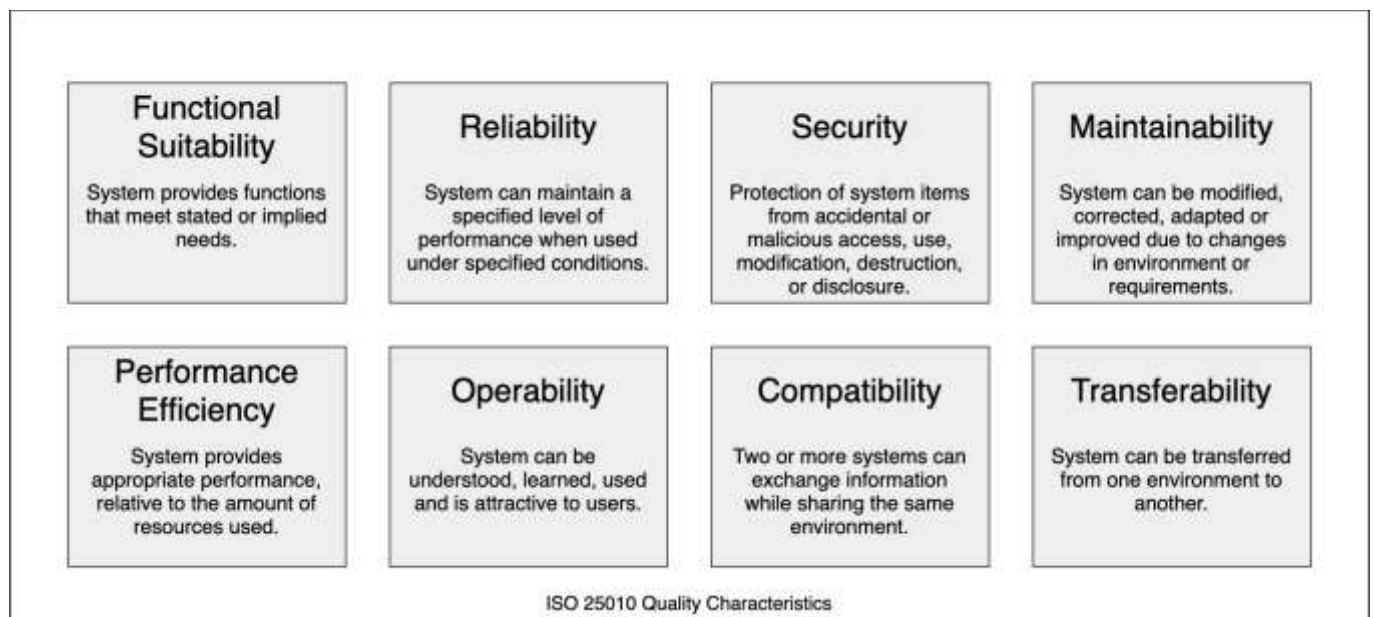 Functional
Suitability
System provides functions
that meet stated or implied
needs.
Reliability
System can maintain a
specified level of
performance when used
under specified conditions.
Security
Protection of system items
from accidental or
malicious access, use,
modification, destruction,
or disclosure.
Maintainability
System can be modified,
corrected, adapted or
improved due to changes
in environment or
requirements.
Performance
Efficiency
System provides
appropriate performance,
relative to the amount of
resources used.
Operability
System can be
understood, learned, used
and is attractive to users.
Compatibility
Two or more systems can
exchange information
while sharing the same
environment.
Transferability
System can be transferred
from one environment to
another.
ISO 25010 Quality Characteristics